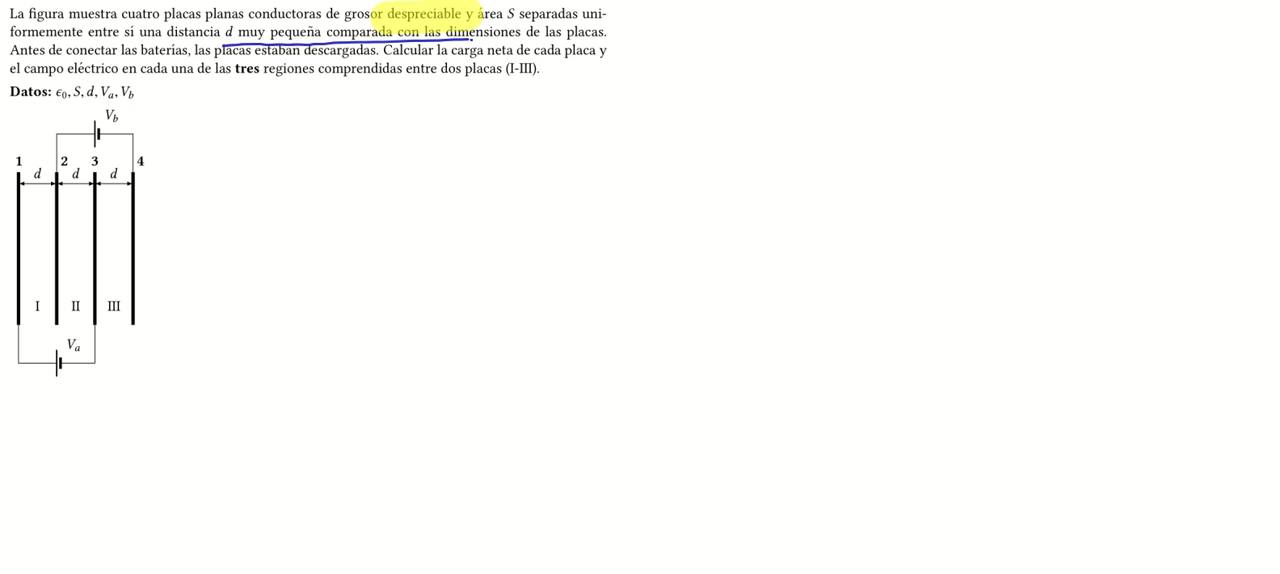 La figura muestra cuatro placas planas conductoras de grosor despreciable y área S separadas uni-
formemente entre sí una distancia d muy pequeña comparada con las dimensiones de las placas.
Antes de conectar las baterías, las placas estaban descargadas. Calcular la carga neta de cada placa y
el campo eléctrico en cada una de las tres regiones comprendidas entre dos placas (I-III).
Datos: ϵ₀, S, d, Vₐ, V_b
V_b
1 2 3 4
d d d
I II III
Vₐ